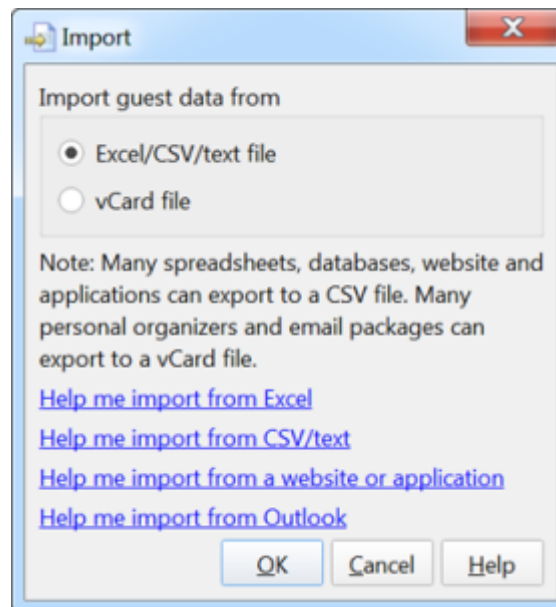 Import
Import guest data from
Excel/CSV/text file
vCard file
Note: Many spreadsheets, databases, website and
applications can export to a CSV file. Many
personal organizers and email packages can
export to a vCard file.
Help me import from Excel
Help me import from CSV/text
Help me import from a website or application
Help me import from Outlook
OK Cancel Help